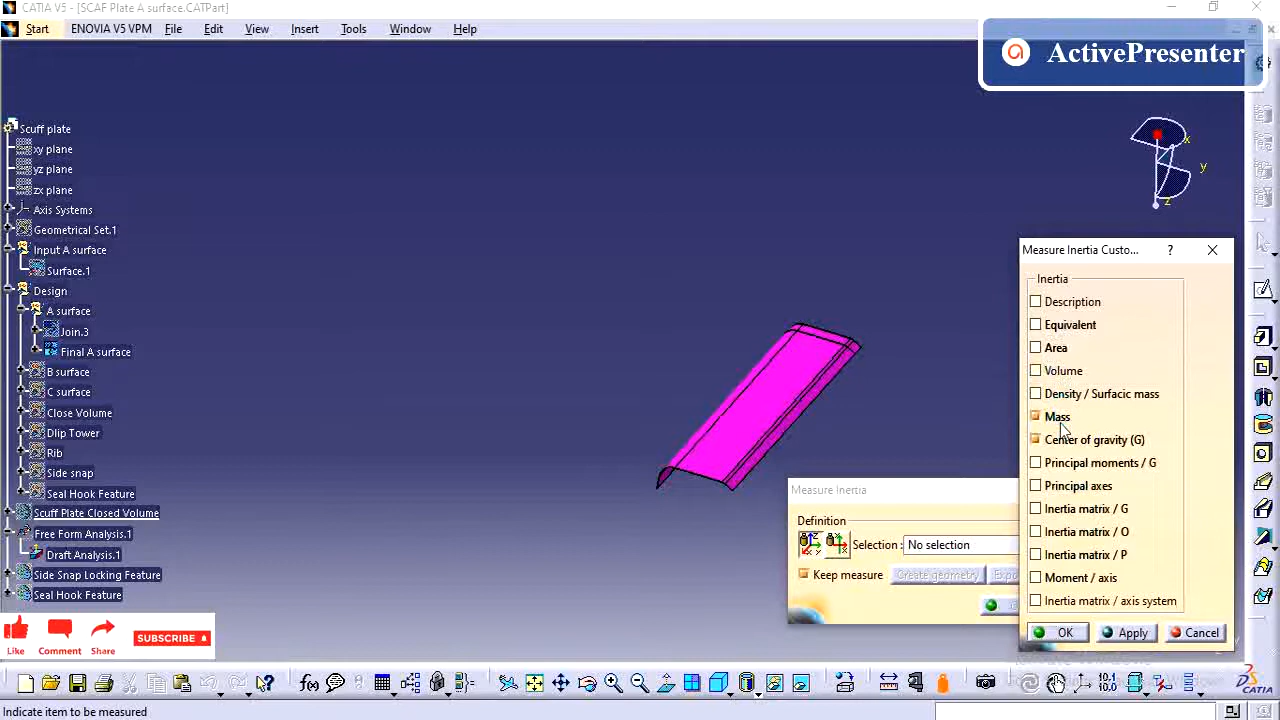 CATIA V5 - [SCAF Plate A surface.CATPart]
Start ENOVIA V5 VPM File Edit View Insert Tools Window Help
ActivePresenter
Scuff plate
xy plane
yz plane
zx plane
Axis Systems
Geometrical Set.1
Input A surface
Surface.1
Design
A surface
Join.3
Final A surface
B surface
C surface
Close Volume
Dlip Tower
Rib
Side snap
Seal Hook Feature
Scuff Plate Closed Volume
Free Form Analysis.1
Draft Analysis.1
Side Snap Locking Feature
Seal Hook Feature
x
y
z
Measure Inertia Custo... ?
Inertia
Description
Equivalent
Area
Volume
Density / Surfacic mass
Mass
Center of gravity (G)
Principal moments / G
Principal axes
Inertia matrix / G
Inertia matrix / O
Inertia matrix / P
Moment / axis
Inertia matrix / axis system
OK Apply Cancel
Measure Inertia
Definition
Selection : No selection
Keep measure Create geometry Expo
Like Comment Share SUBSCRIBE
f(x) 10.1 10,0
CATIA
Indicate item to be measured